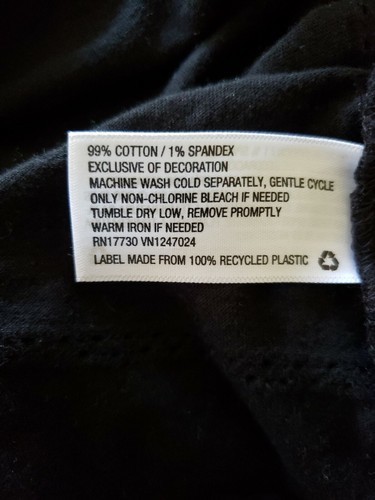 99% COTTON / 1% SPANDEX
EXCLUSIVE OF DECORATION
MACHINE WASH COLD SEPARATELY, GENTLE CYCLE
ONLY NON-CHLORINE BLEACH IF NEEDED
TUMBLE DRY LOW, REMOVE PROMPTLY
WARM IRON IF NEEDED
RN17730 VN1247024
LABEL MADE FROM 100% RECYCLED PLASTIC